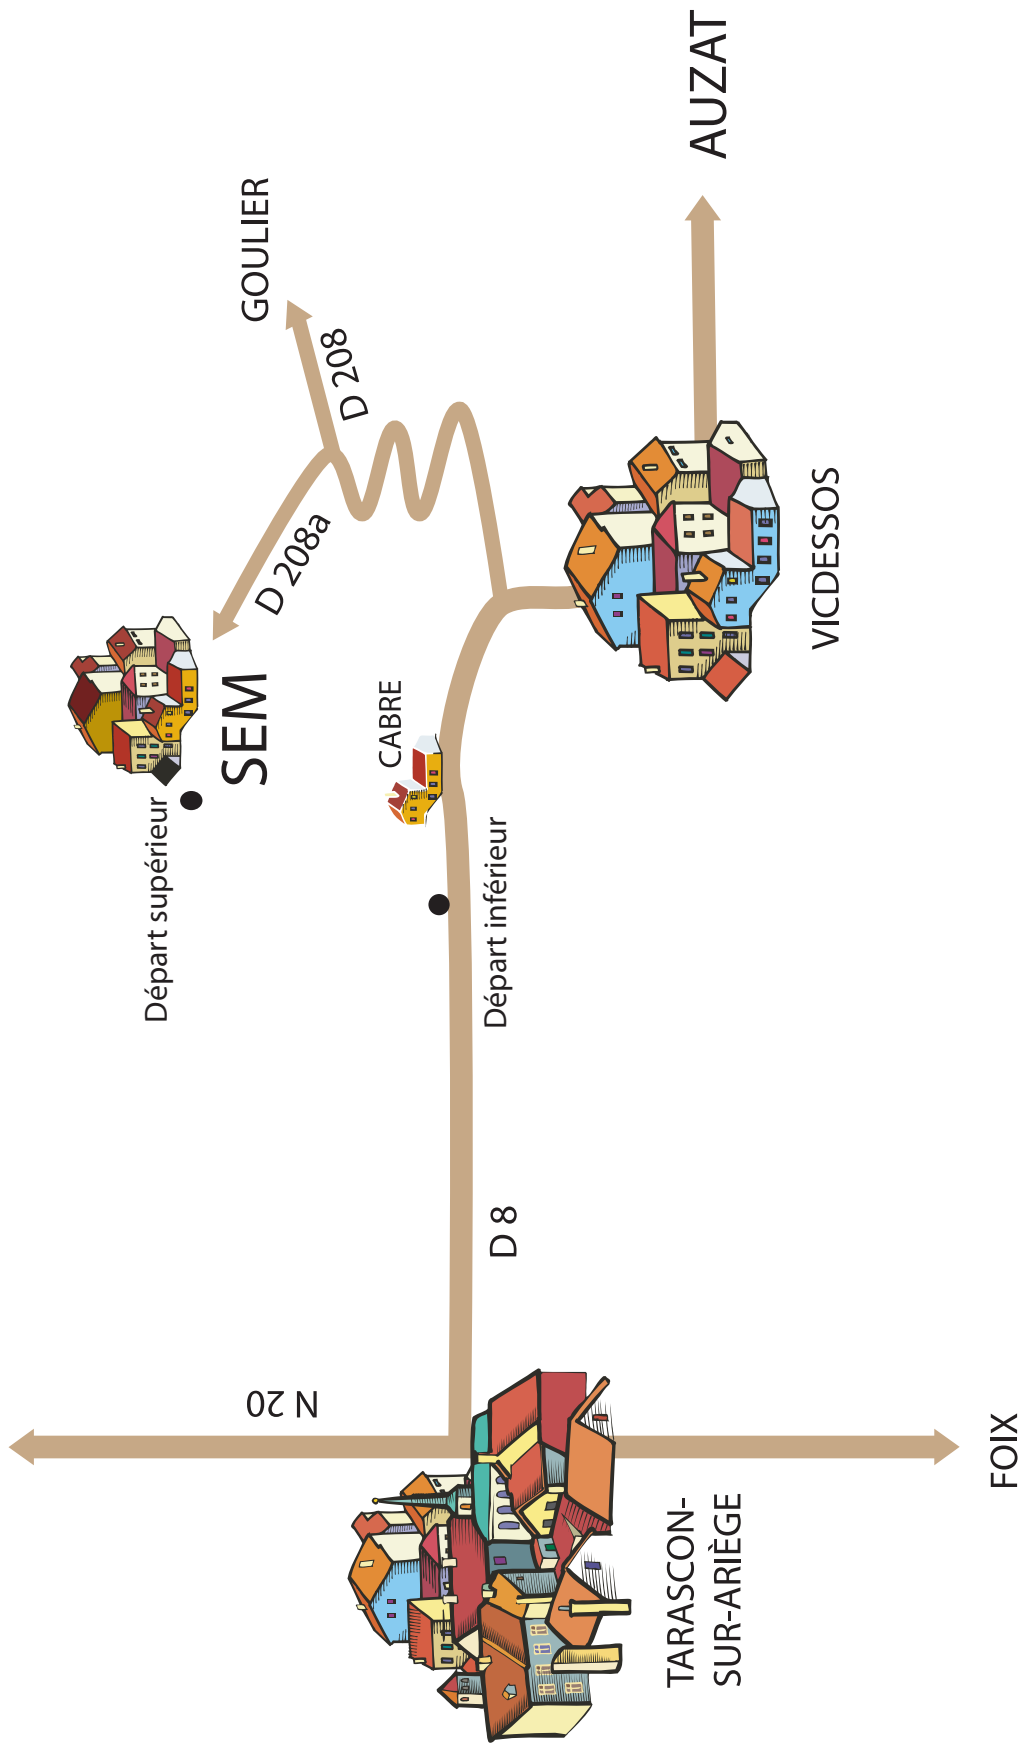 AUZAT
GOULIER
D 208
D 208a
SEM
VICDESSOS
CABRE
Départ supérieur
Départ inférieur
D 8
N 20
FOIX
TARASCON-
SUR-ARIÈGE